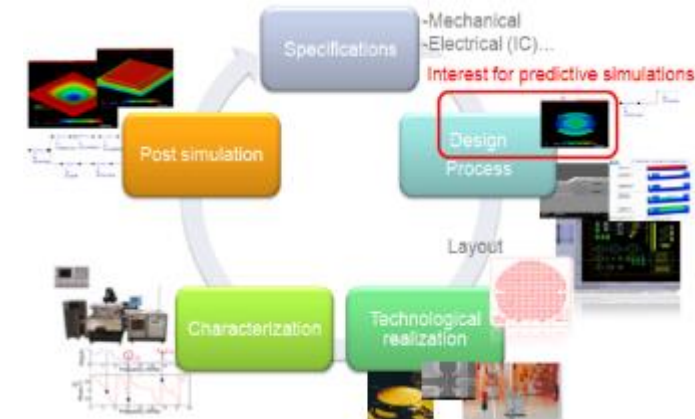 Specifications
-Mechanical
-Electrical (IC)...
Interest for predictive simulations
Design
Process
Post simulation
Layout
Characterization
Technological
realization